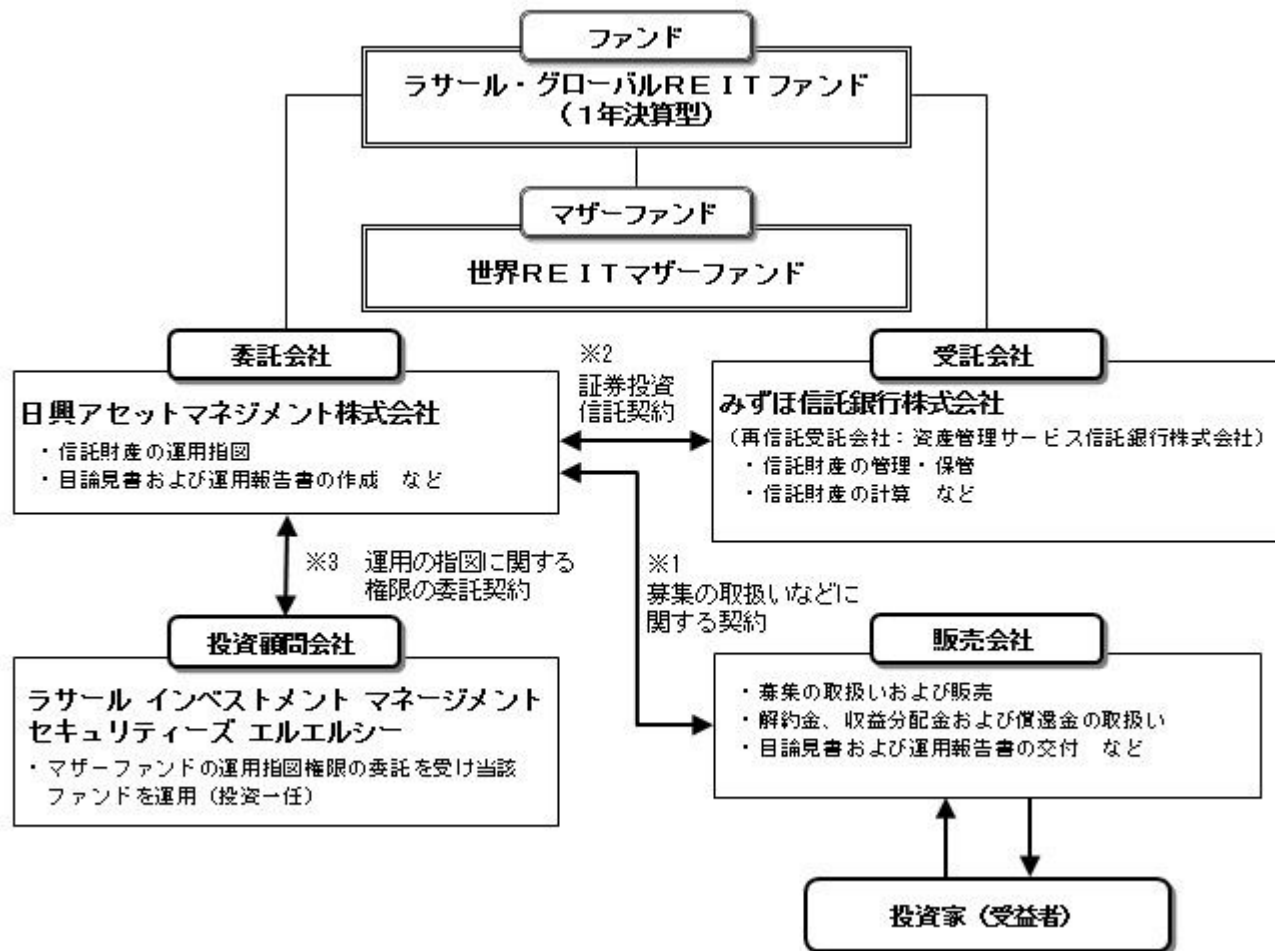 ファンド
ラサール・グローバルREITファンド
（１年決算型）
マザーファンド
世界REITマザーファンド
委託会社
日興アセットマネジメント株式会社
・信託財産の運用指図
・目論見書および運用報告書の作成　など
※2
証券投資
信託契約
受託会社
みずほ信託銀行株式会社
（再信託受託会社：資産管理サービス信託銀行株式会社）
・信託財産の管理・保管
・信託財産の計算　など
※3　運用の指図に関する
権限の委託契約
※1
募集の取扱いなどに
関する契約
投資顧問会社
ラサール インベストメント マネージメント
セキュリティーズ エルエルシー
・マザーファンドの運用指図権限の委託を受け当該
ファンドを運用（投資一任）
販売会社
・募集の取扱いおよび販売
・解約金、収益分配金および償還金の取扱い
・目論見書および運用報告書の交付　など
投資家（受益者）